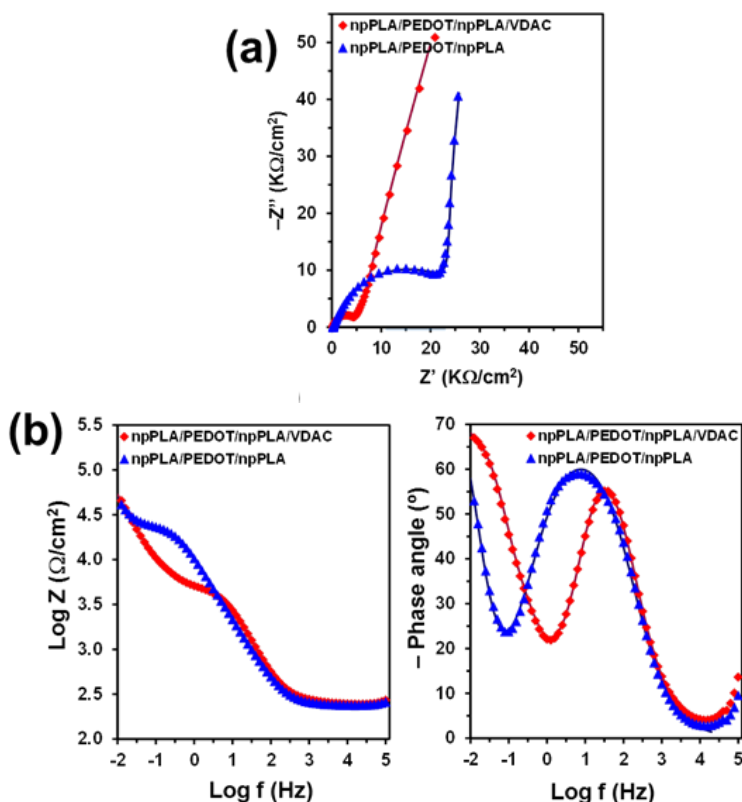 (a)
npPLA/PEDOT/npPLA/VDAC
npPLA/PEDOT/npPLA
50
40
30
20
10
0
–Z'' (KΩ/cm2)
0 10 20 30 40 50
Z' (KΩ/cm2)
(b)
npPLA/PEDOT/npPLA/VDAC
npPLA/PEDOT/npPLA
5.5
5.0
4.5
4.0
3.5
3.0
2.5
2.0
Log Z (Ω/cm2)
-2 -1 0 1 2 3 4 5
Log f (Hz)
npPLA/PEDOT/npPLA/VDAC
npPLA/PEDOT/npPLA
70
60
50
40
30
20
10
0
– Phase angle (º)
-2 -1 0 1 2 3 4 5
Log f (Hz)